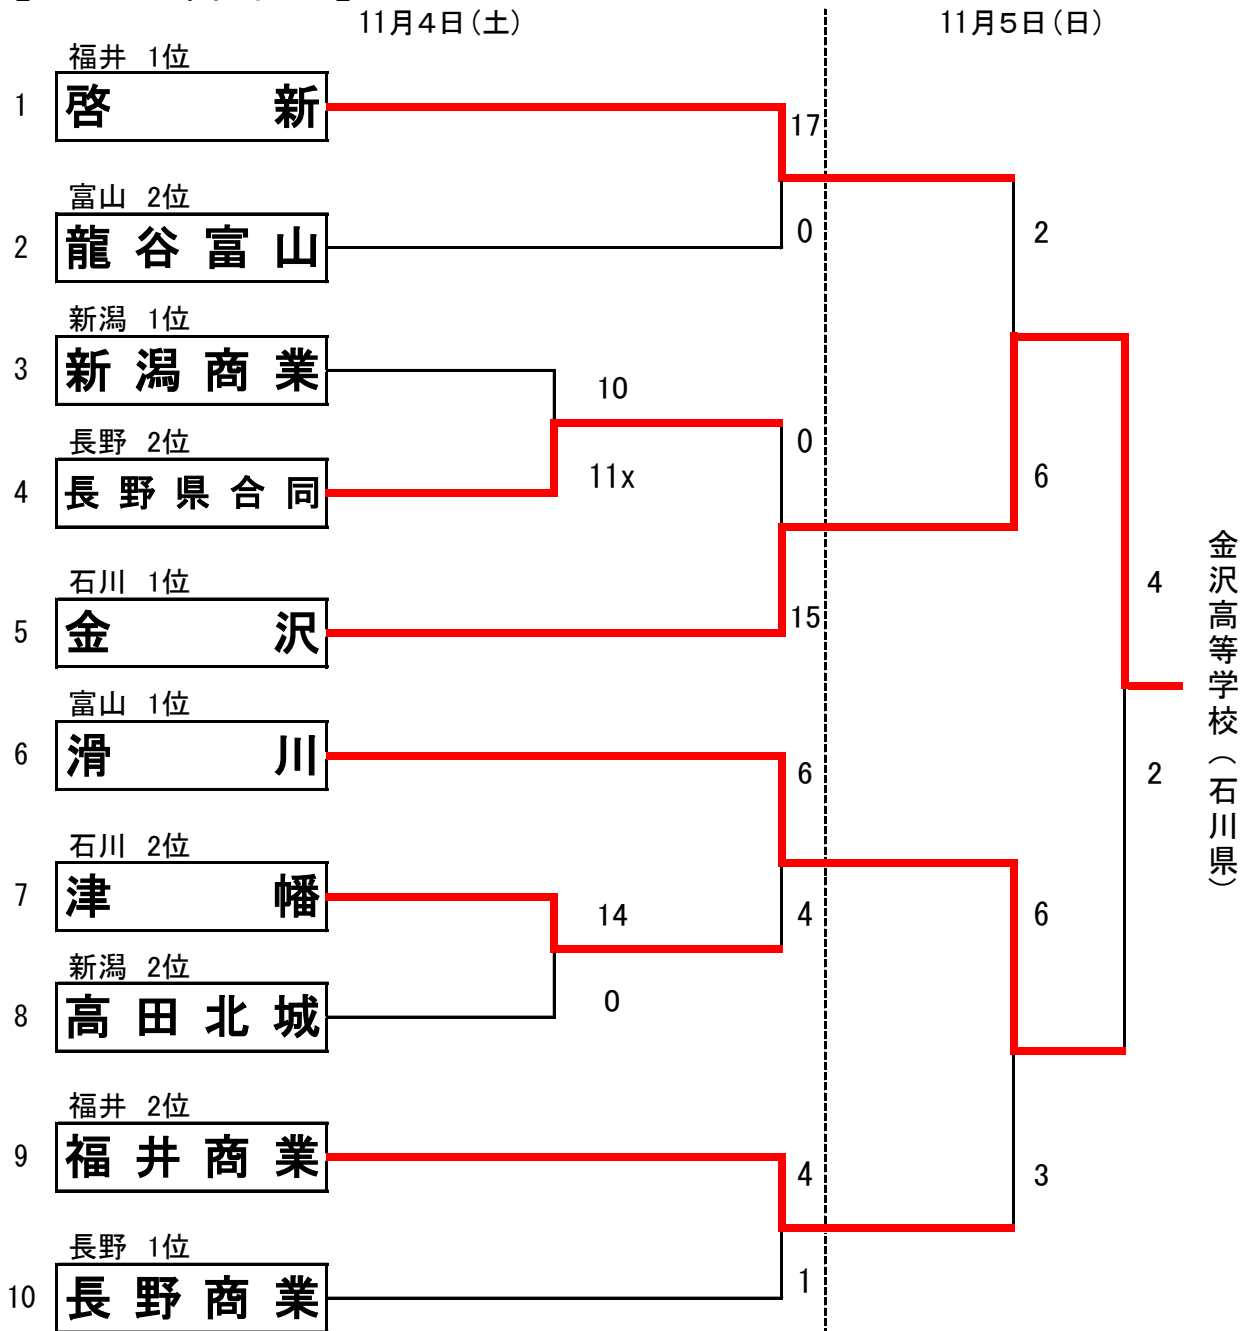 11月4日(土)
11月5日(日)
福井 1位
1
啓新
17
富山 2位
2
龍谷富山
0
2
新潟 1位
3
新潟商業
10
長野 2位
4
長野県合同
11x
0
6
石川 1位
5
金沢
15
4
金沢高等学校(石川県)
富山 1位
6
滑川
6
2
石川 2位
7
津幡
14
4
6
新潟 2位
8
高田北城
0
福井 2位
9
福井商業
4
3
長野 1位
10
長野商業
1